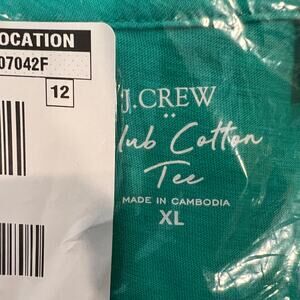 OCATION
07042F
12
J.CREW
lub Cotton
Tee
MADE IN CAMBODIA
XL